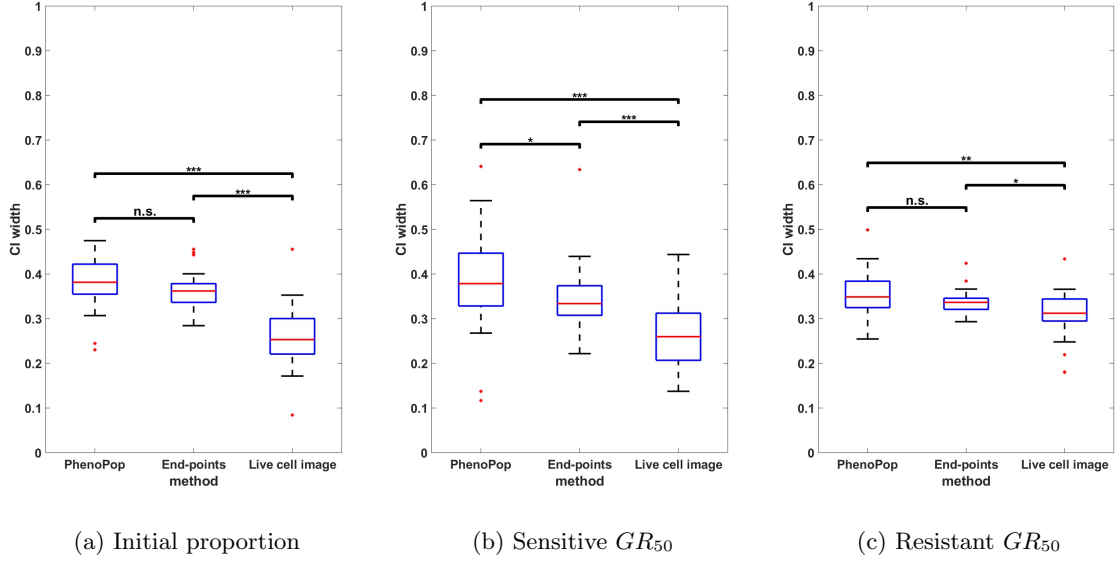 1
0.9
0.8
0.7
0.6
0.5
0.4
0.3
0.2
0.1
0
CI width
***
***
n.s.
PhenoPop End-points Live cell image
method
(a) Initial proportion
1
0.9
0.8
0.7
0.6
0.5
0.4
0.3
0.2
0.1
0
CI width
***
***
*
PhenoPop End-points Live cell image
method
(b) Sensitive GR50
1
0.9
0.8
0.7
0.6
0.5
0.4
0.3
0.2
0.1
0
CI width
**
*
n.s.
PhenoPop End-points Live cell image
method
(c) Resistant GR50